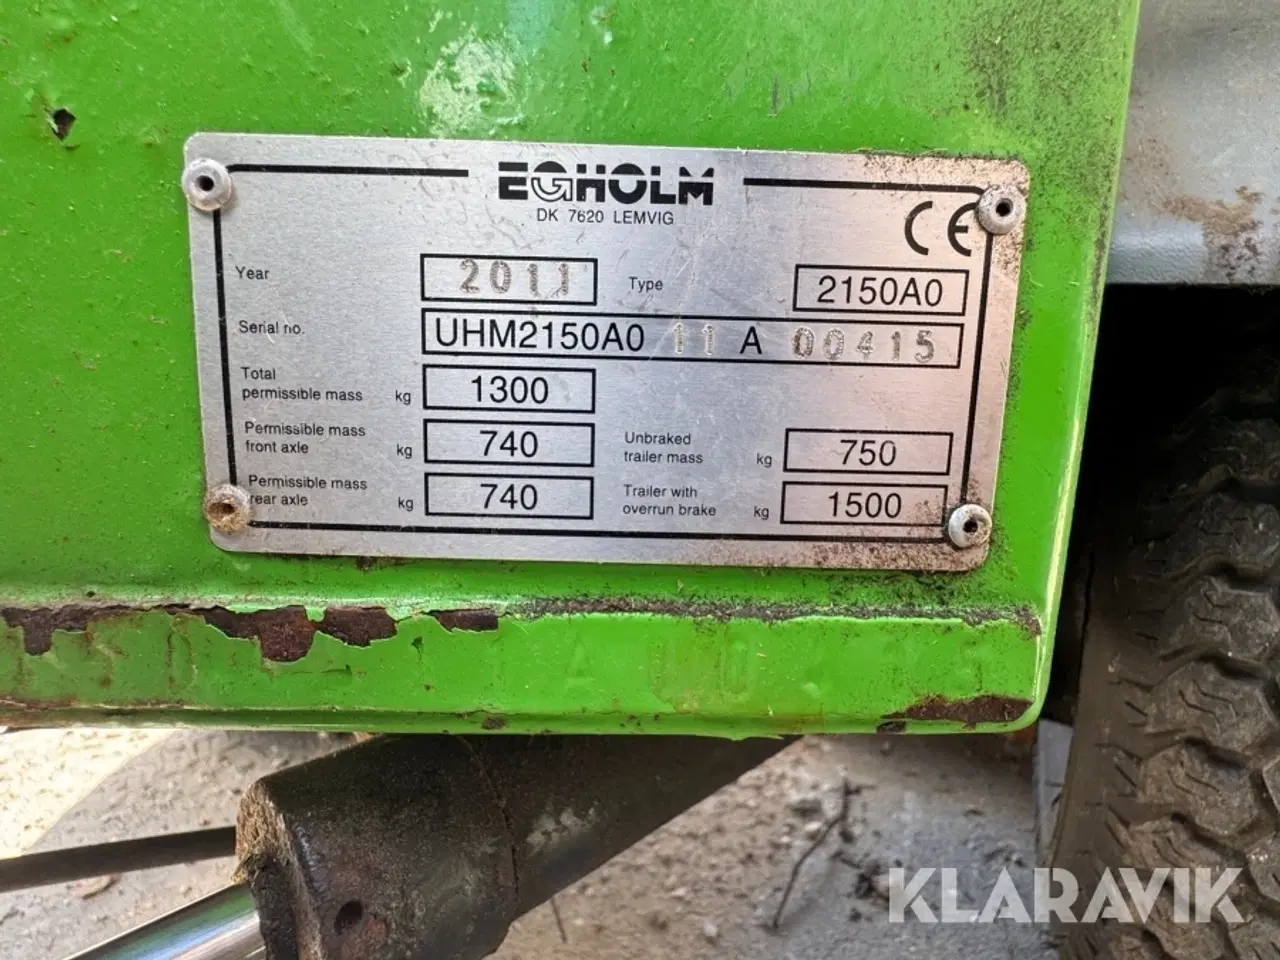 EGHOLM
DK 7620 LEMVIG
CE
Year 2011 Type 2150A0
Serial no. UHM2150A0 11 A 00415
Total
permissible mass kg 1300
Permissible mass
front axle kg 740
Unbraked
trailer mass kg 750
Permissible mass
rear axle kg 740
Trailer with
overrun brake kg 1500
KLARAVIK